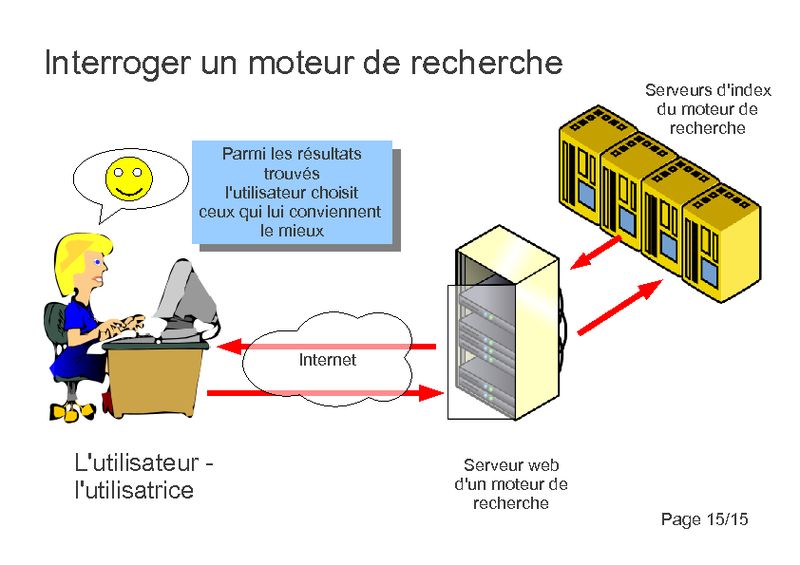 Interroger un moteur de recherche
Serveurs d'index
du moteur de
recherche
Parmi les résultats
trouvés
l'utilisateur choisit
ceux qui lui conviennent
le mieux
Internet
L'utilisateur -
l'utilisatrice
Serveur web
d'un moteur de
recherche
Page 15/15